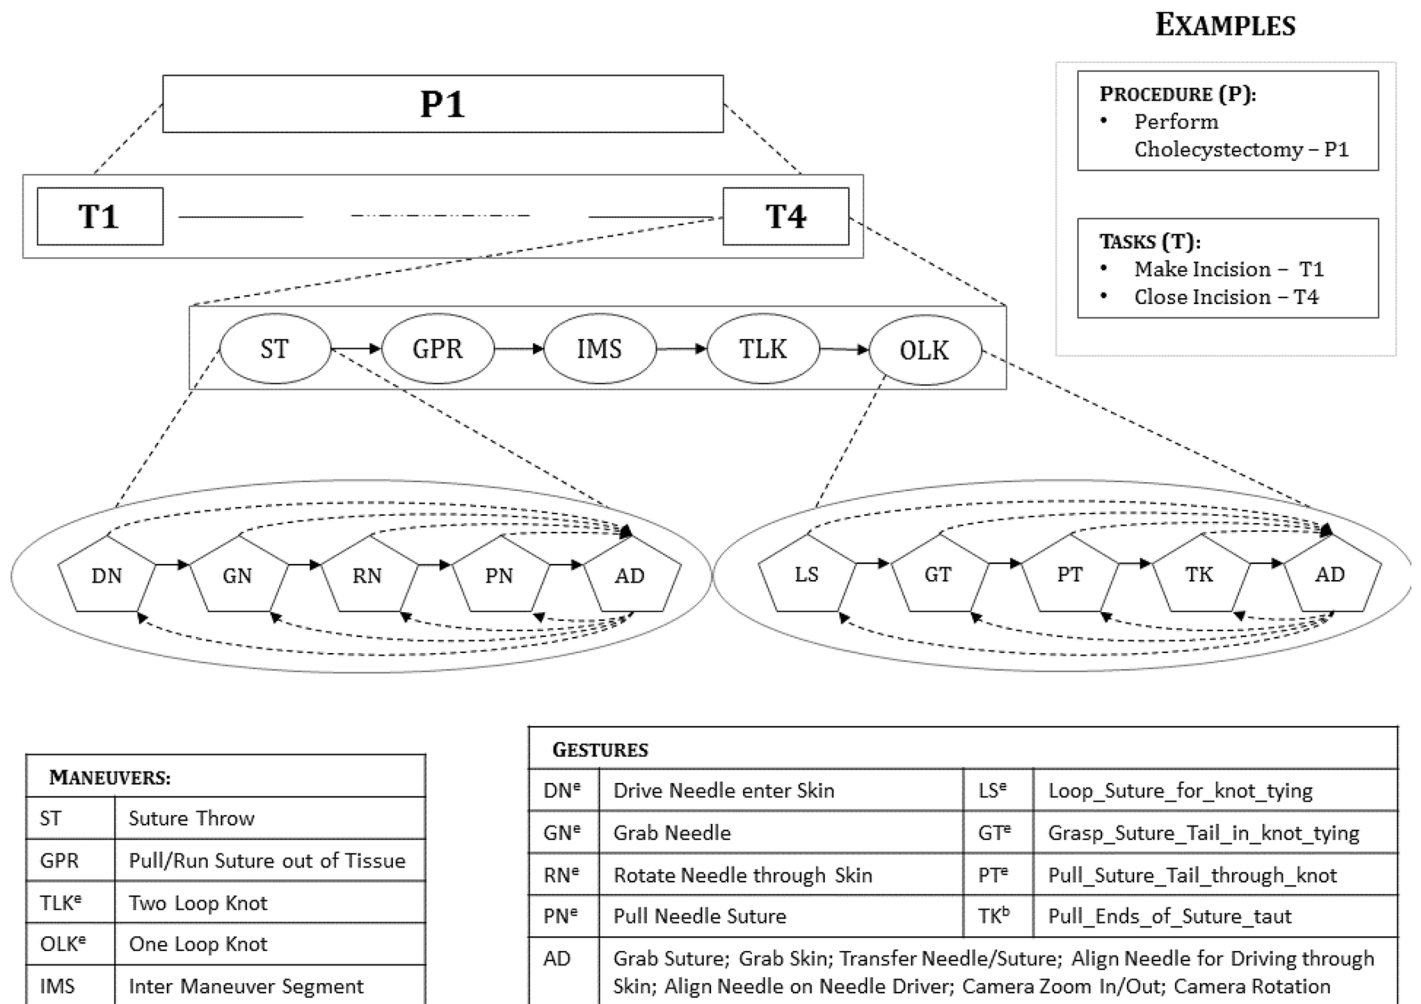 EXAMPLES
P1
PROCEDURE (P):
• Perform
Cholecystectomy – P1
T1
T4
TASKS (T):
• Make Incision – T1
• Close Incision – T4
ST
GPR
IMS
TLK
OLK
DN
GN
RN
PN
AD
LS
GT
PT
TK
AD
MANEUVERS:
ST Suture Throw
GPR Pull/Run Suture out of Tissue
TLKᵉ Two Loop Knot
OLKᵉ One Loop Knot
IMS Inter Maneuver Segment
GESTURES
DNᵉ Drive Needle enter Skin LSᵉ Loop_Suture_for_knot_tying
GNᵉ Grab Needle GTᵉ Grasp_Suture_Tail_in_knot_tying
RNᵉ Rotate Needle through Skin PTᵉ Pull_Suture_Tail_through_knot
PNᵉ Pull Needle Suture TKᵇ Pull_Ends_of_Suture_taut
AD Grab Suture; Grab Skin; Transfer Needle/Suture; Align Needle for Driving through
Skin; Align Needle on Needle Driver; Camera Zoom In/Out; Camera Rotation